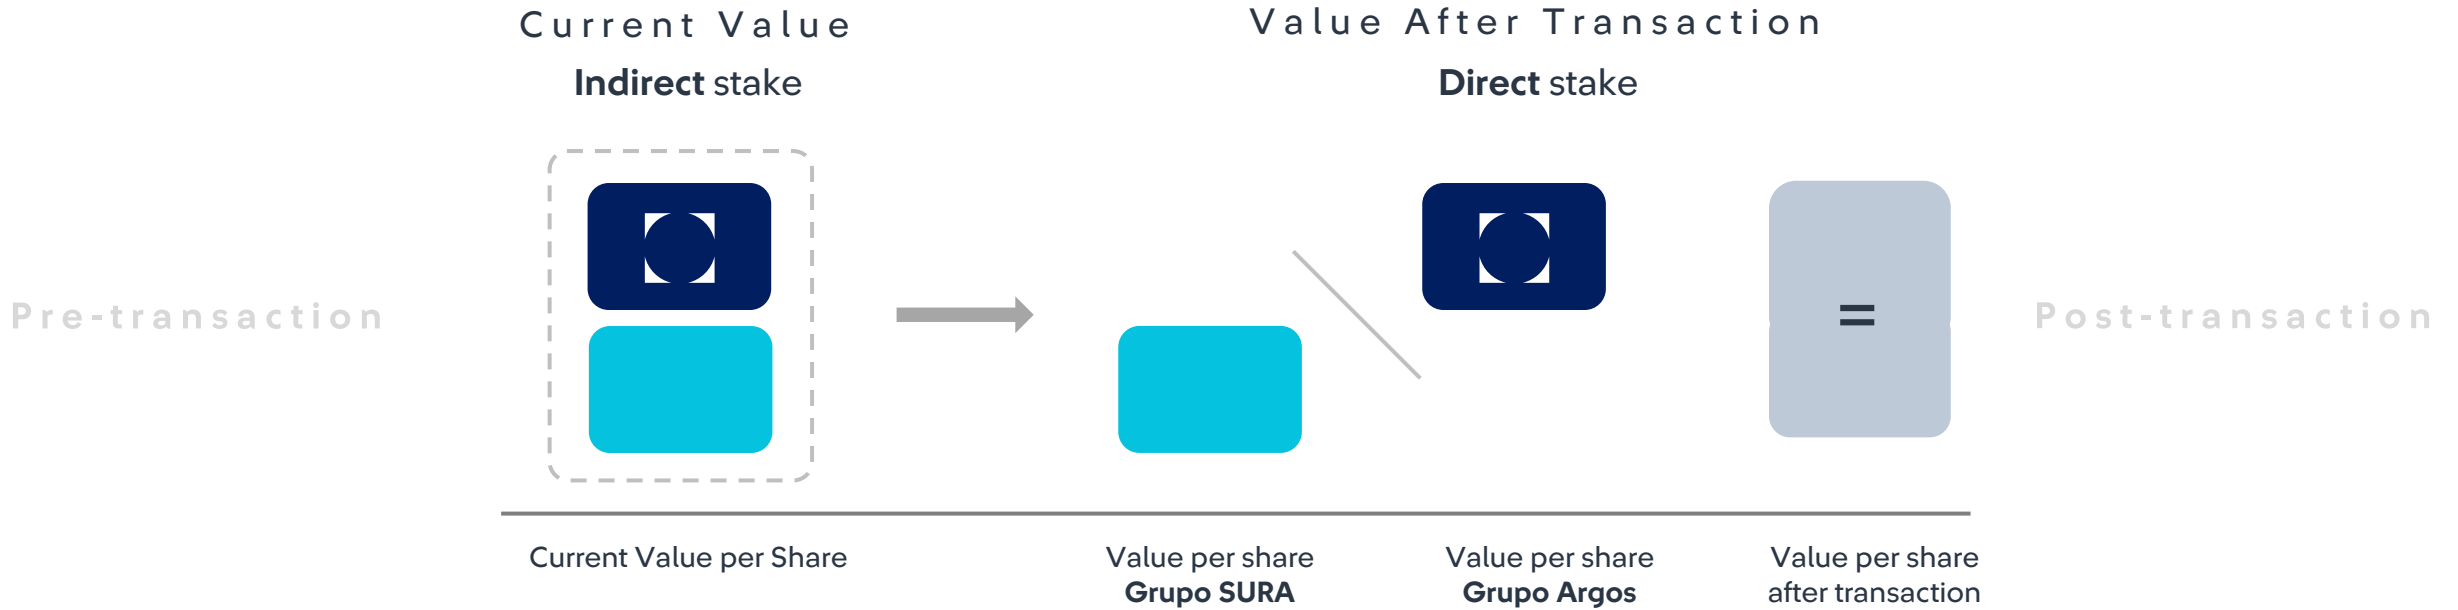 Current Value
Value After Transaction
Indirect stake
Direct stake
Pre-transaction
=
Post-transaction
Current Value per Share
Value per share
Grupo SURA
Value per share
Grupo Argos
Value per share
after transaction